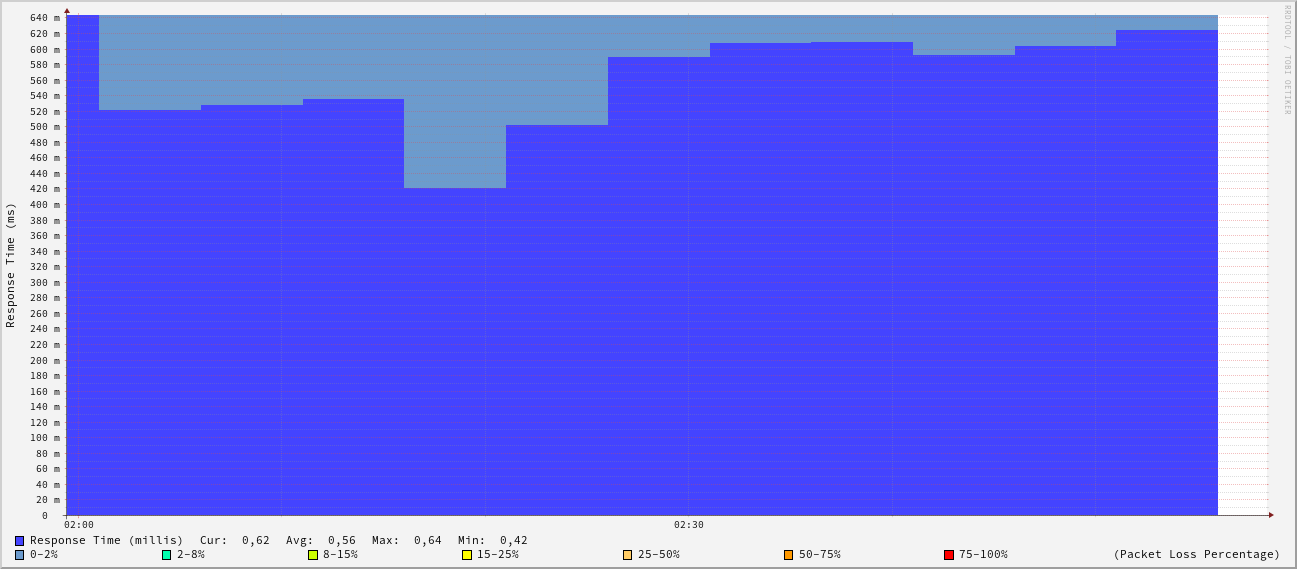 RRDTOOL / TOBI OETIKER
Response Time (ms)
640 m
620 m
600 m
580 m
560 m
540 m
520 m
500 m
480 m
460 m
440 m
420 m
400 m
380 m
360 m
340 m
320 m
300 m
280 m
260 m
240 m
220 m
200 m
180 m
160 m
140 m
120 m
100 m
80 m
60 m
40 m
20 m
0
02:00 02:30
Response Time (millis) Cur: 0,62 Avg: 0,56 Max: 0,64 Min: 0,42
0-2% 2-8% 8-15% 15-25% 25-50% 50-75% 75-100% (Packet Loss Percentage)